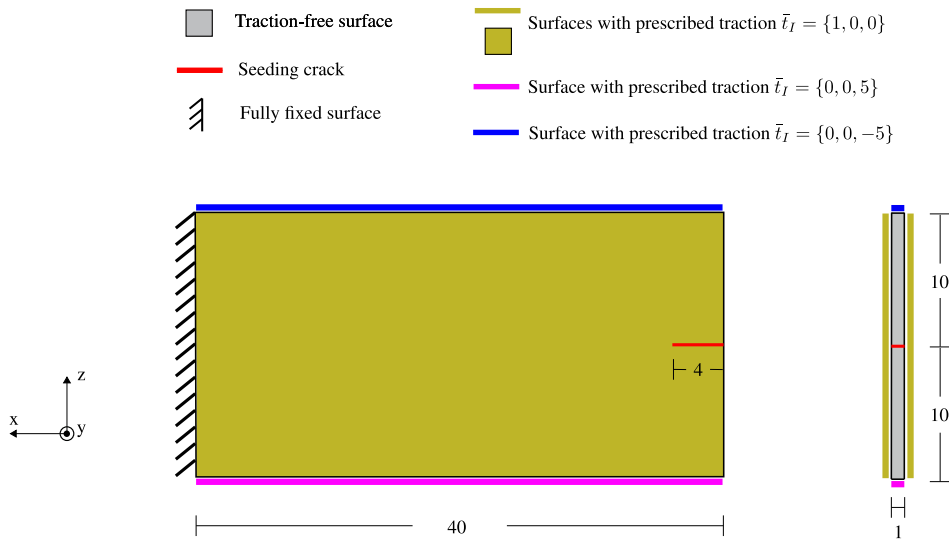 Traction-free surface
Seeding crack
Fully fixed surface
Surfaces with prescribed traction t̄_I = {1, 0, 0}
Surface with prescribed traction t̄_I = {0, 0, 5}
Surface with prescribed traction t̄_I = {0, 0, −5}
z
x
y
4
40
10
10
1